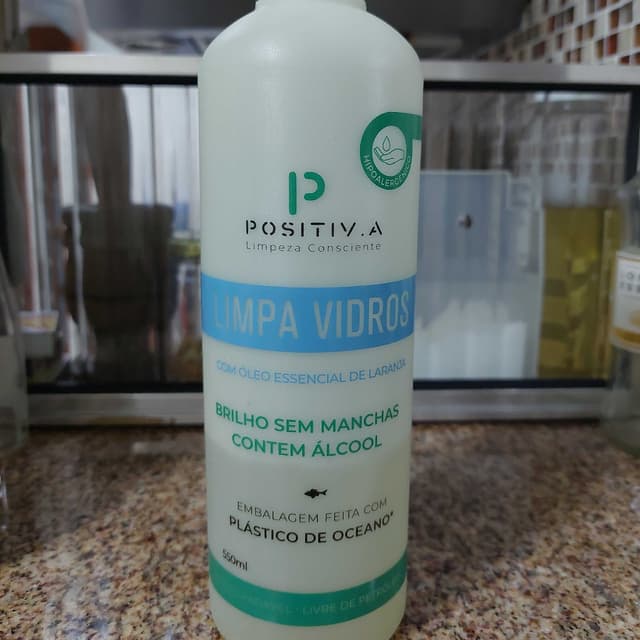 HIPOALERGÊNICO
P
POSITIV.A
Limpeza Consciente
LIMPA VIDROS
COM ÓLEO ESSENCIAL DE LARANJA
BRILHO SEM MANCHAS
CONTEM ÁLCOOL
EMBALAGEM FEITA COM
PLÁSTICO DE OCEANO*
550ml
LIVRE DE